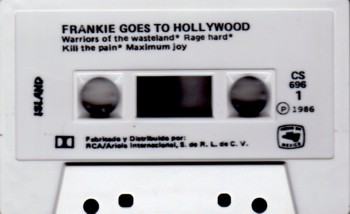 FRANKIE GOES TO HOLLYWOOD
Warriors of the wasteland* Rage hard*
Kill the pain* Maximum joy
CS
696
1
℗ 1986
ISLAND
Fabricado y Distribuido por:
RCA/Ariola Internacional, S. de R. L. de C. V.